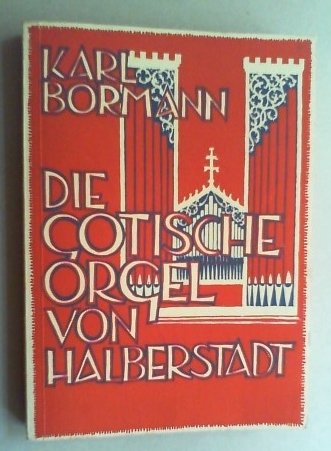 KARL
BORMANN
DIE
GOTISCHE
ORGEL
VON
HALBERSTADT